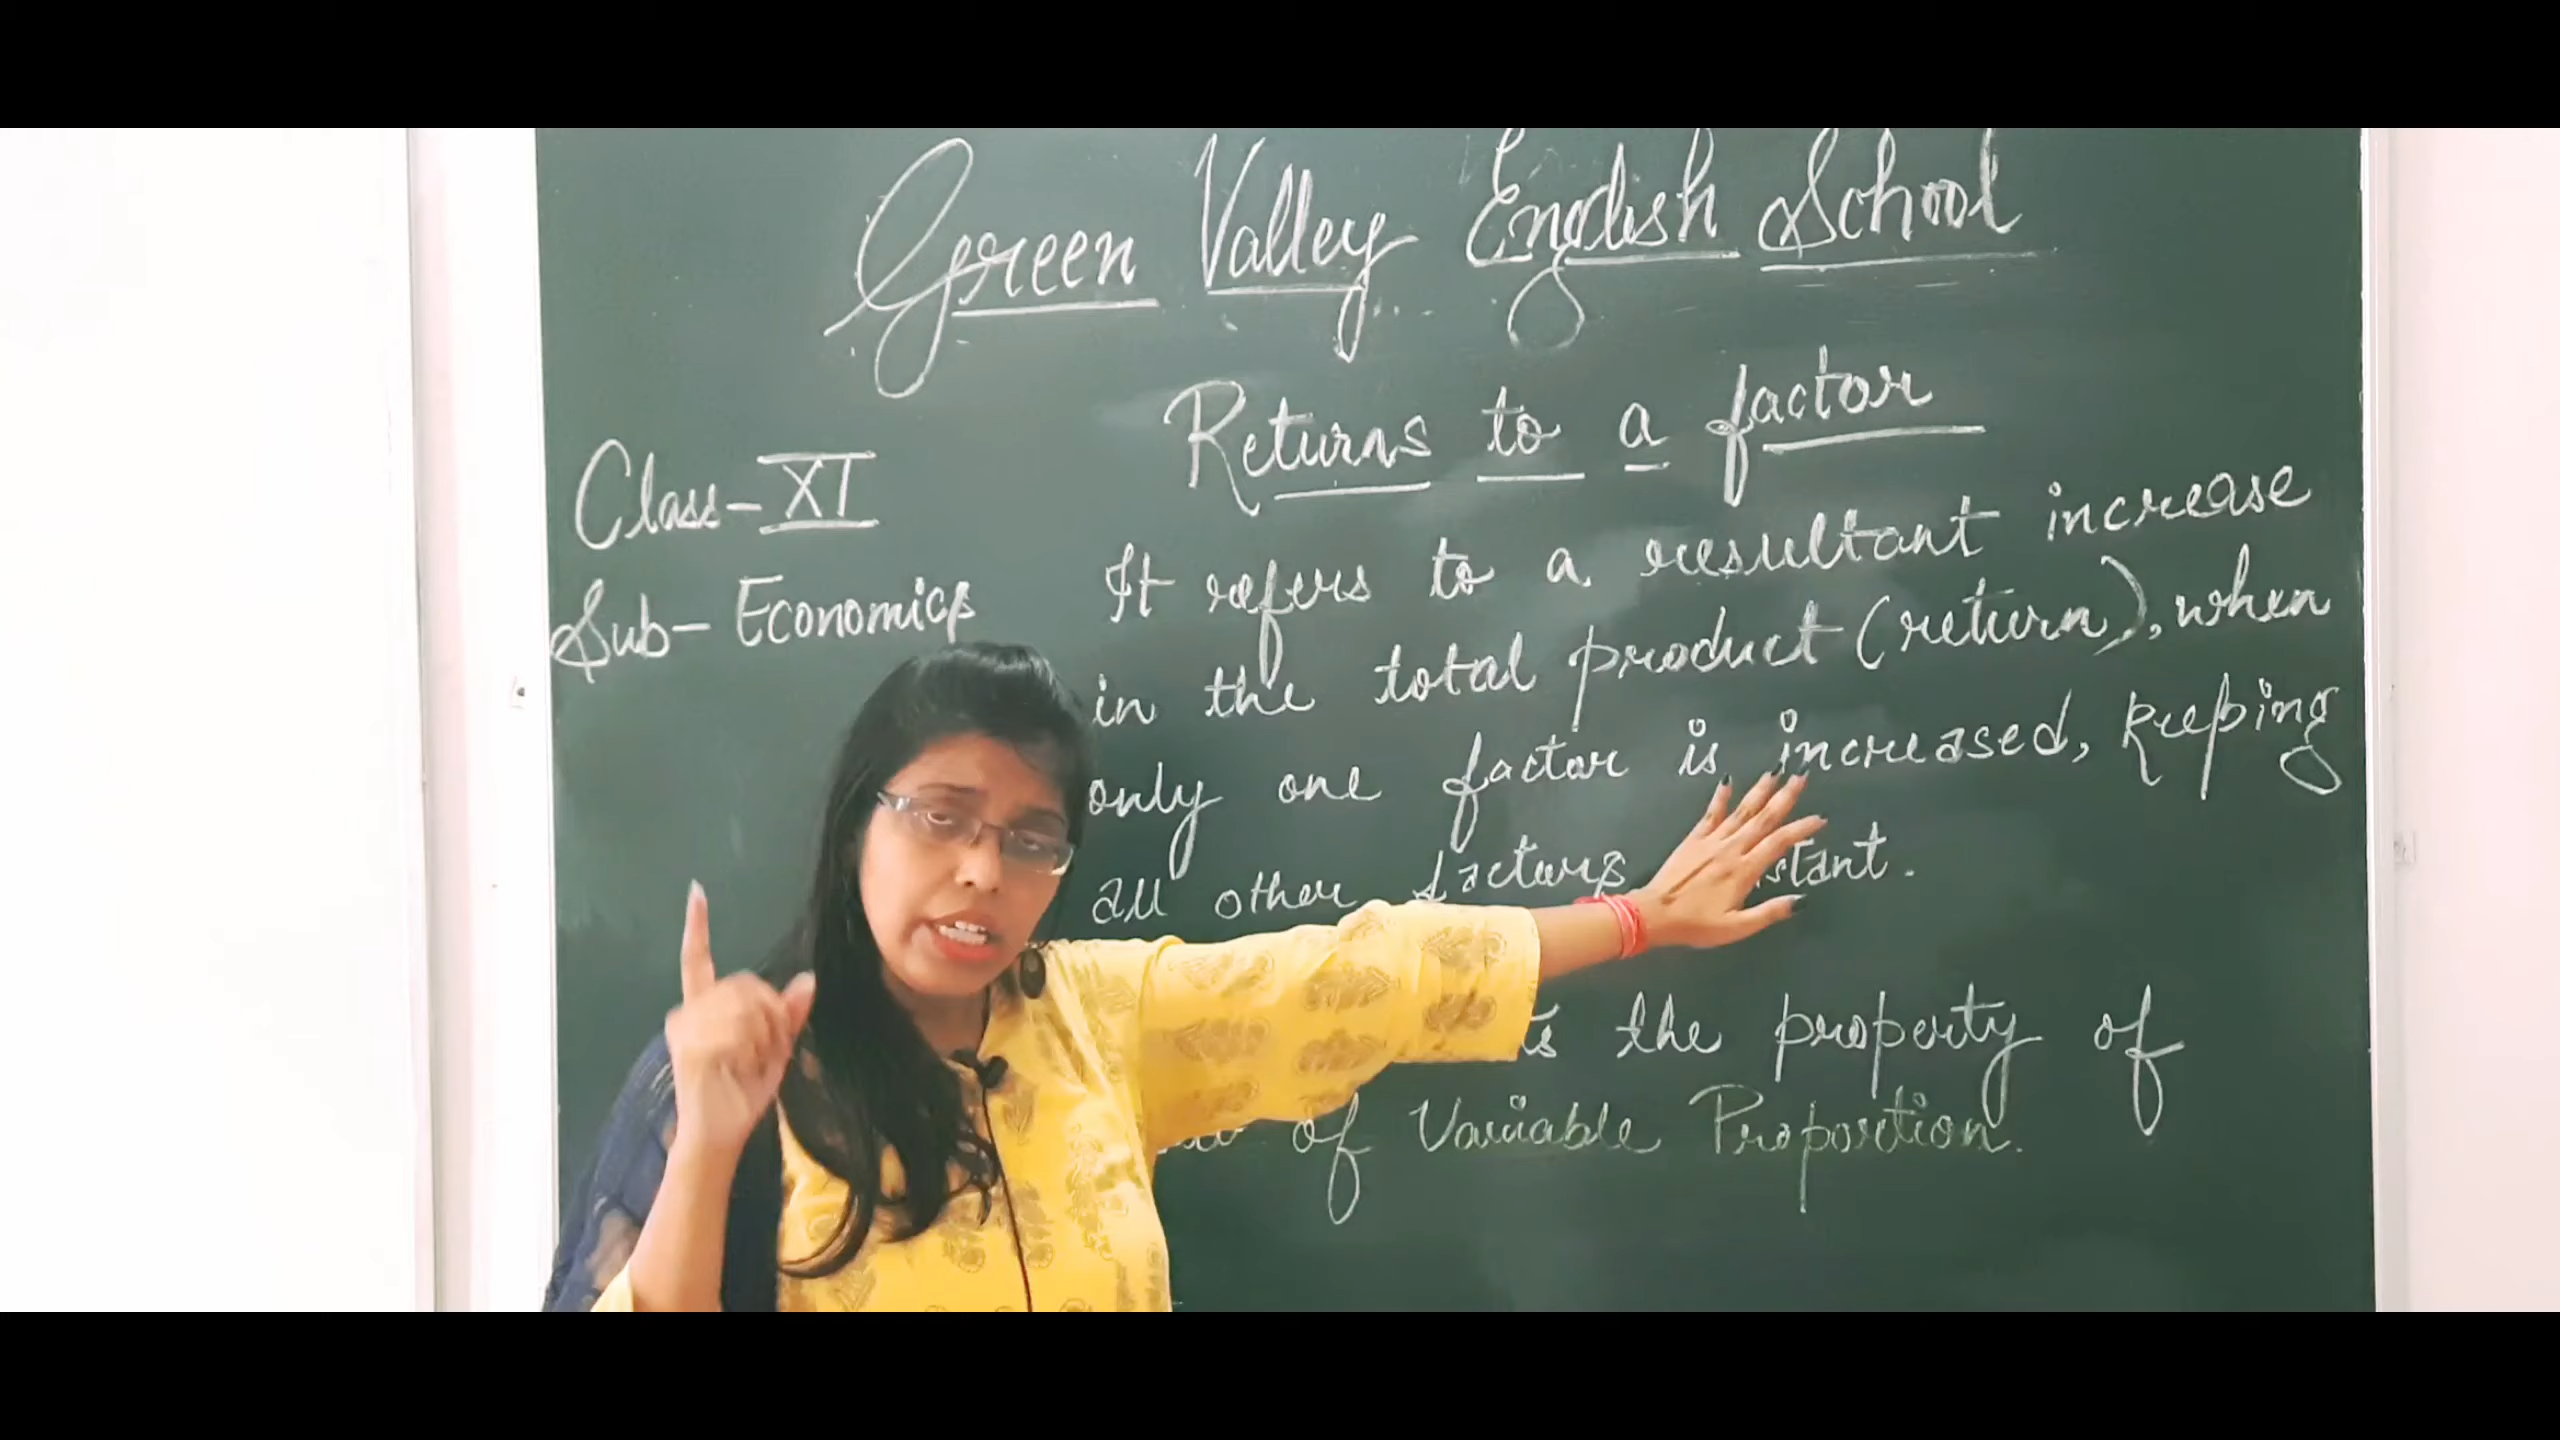 Green Valley English School
Returns to a factor
Class-XI
Sub-Economics
It refers to a resultant increase
in the total product (return), when
only one factor is increased, keeping
all other factors
the property of
of Variable Proportion.